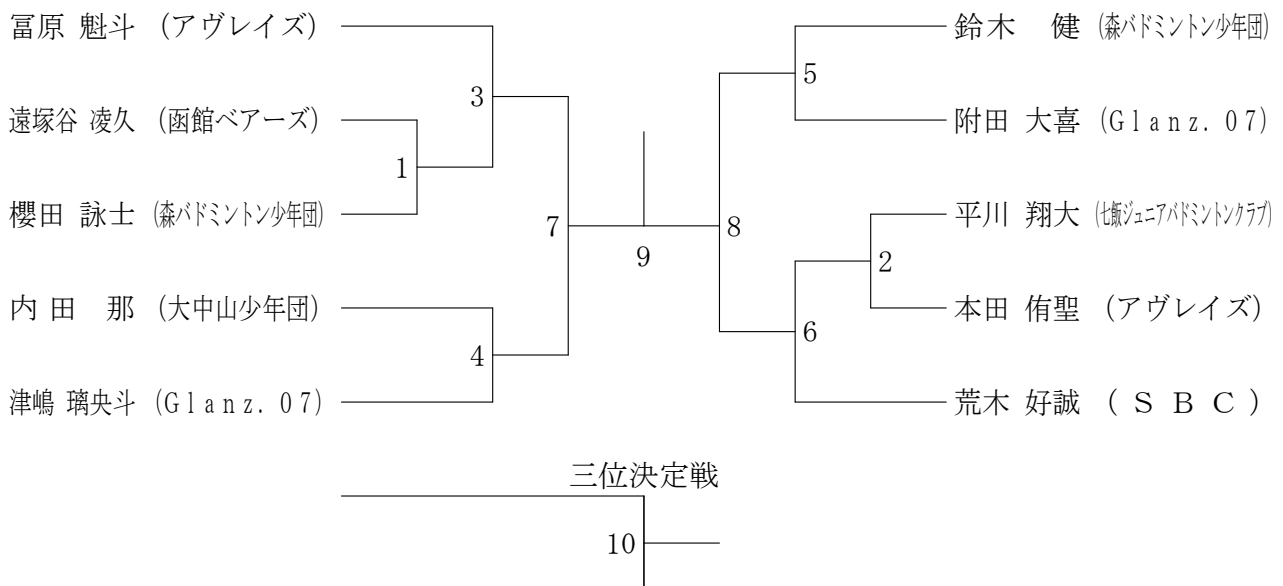 冨原 魁斗 (アヴレイズ)
遠塚谷 凌久 (函館ベアーズ)
櫻田 詠士 (森バドミントン少年団)
内田 那 (大中山少年団)
津嶋 璃央斗 (Glanz.07)
1
3
4
7
9
8
5
2
6
鈴木 健 (森バドミントン少年団)
附田 大喜 (Glanz.07)
平川 翔大 (七飯ジュニアバドミントンクラブ)
本田 侑聖 (アヴレイズ)
荒木 好誠 (SBC)
三位決定戦
10